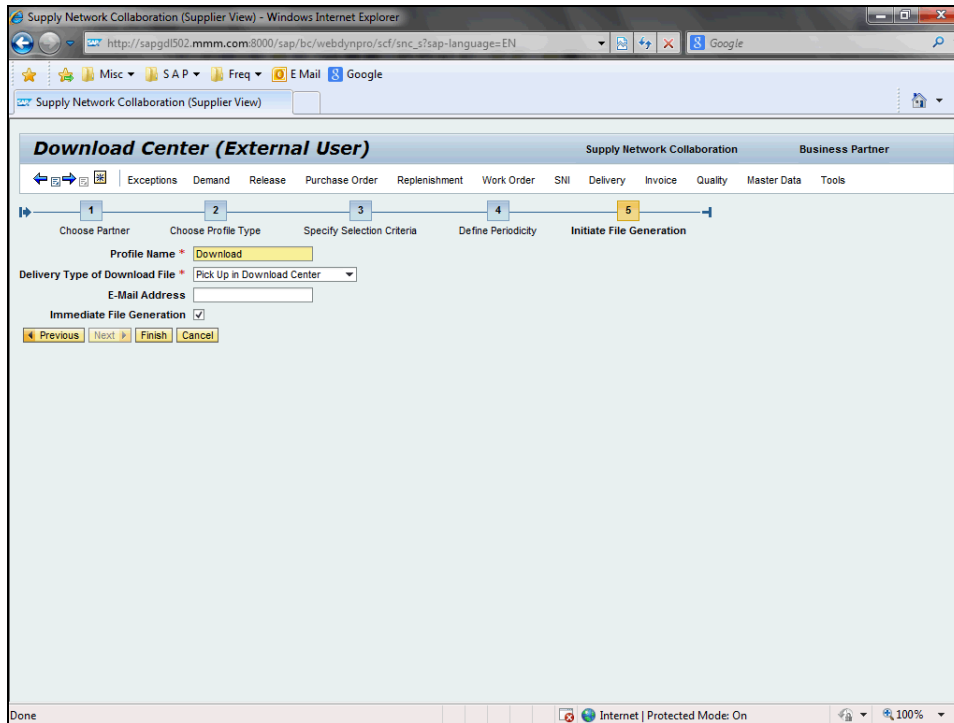 Supply Network Collaboration (Supplier View) - Windows Internet Explorer
http://sapgdl502.mmm.com:8000/sap/bc/webdynpro/scf/snc_s?sap-language=EN
Google
Misc SAP Freq E Mail Google
Supply Network Collaboration (Supplier View)
Download Center (External User) Supply Network Collaboration Business Partner
Exceptions Demand Release Purchase Order Replenishment Work Order SNI Delivery Invoice Quality Master Data Tools
1 2 3 4 5
Choose Partner Choose Profile Type Specify Selection Criteria Define Periodicity Initiate File Generation
Profile Name * Download
Delivery Type of Download File * Pick Up in Download Center
E-Mail Address
Immediate File Generation
Previous Next Finish Cancel
Done Internet | Protected Mode: On 100%